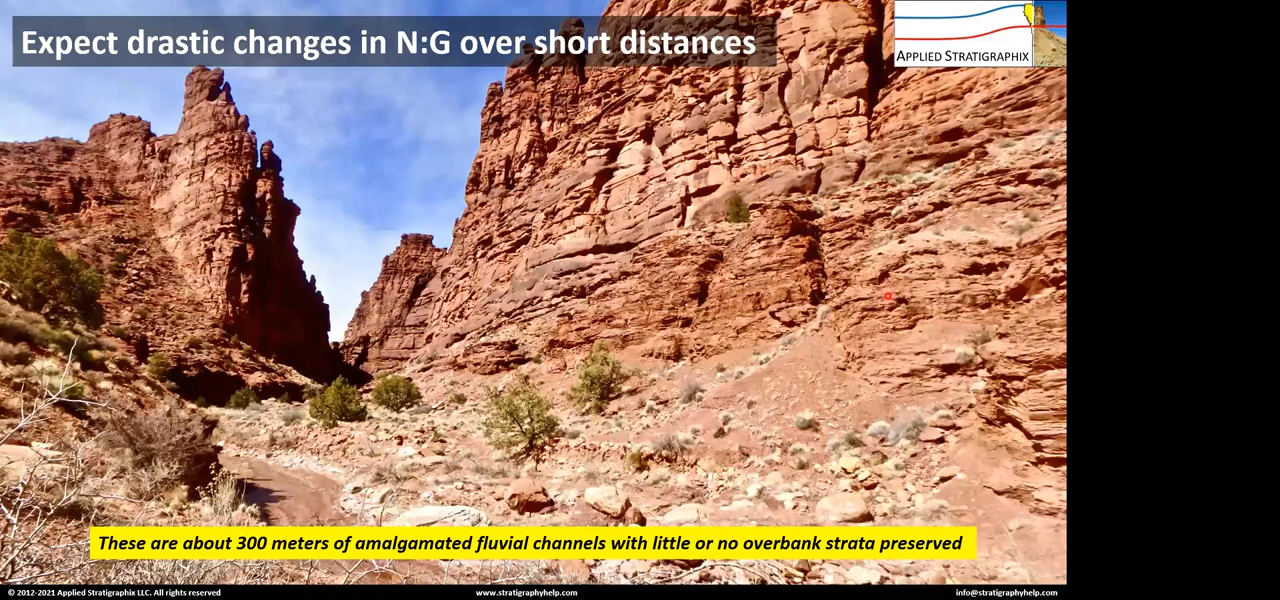 Expect drastic changes in N:G over short distances
APPLIED STRATIGRAPHIX
These are about 300 meters of amalgamated fluvial channels with little or no overbank strata preserved
© 2012-2021 Applied Stratigraphix LLC. All rights reserved
www.stratigraphyhelp.com
info@stratigraphyhelp.com